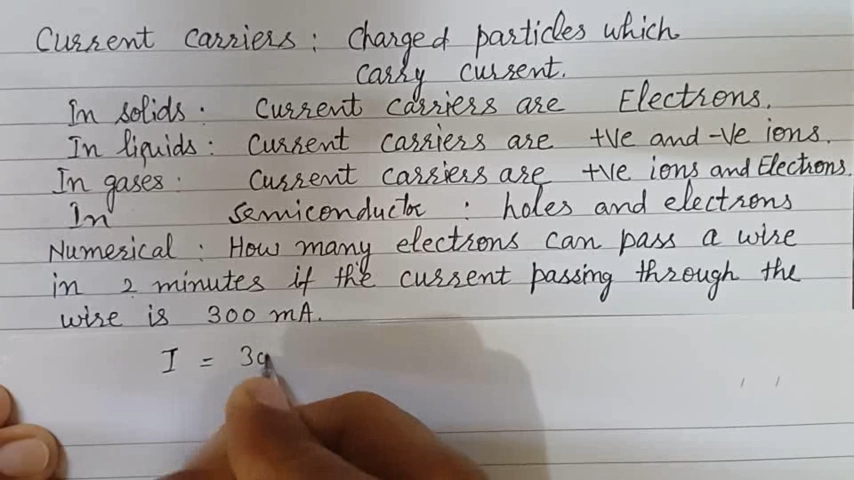 Current carriers : charged particles which
carry current.
In solids : Current carriers are Electrons.
In liquids : Current carriers are +ve and -ve ions.
In gases : Current carriers are +ve ions and Electrons.
In semiconductor : holes and electrons
Numerical : How many electrons can pass a wire
in 2 minutes if the current passing through the
wire is 300 mA.
I = 30